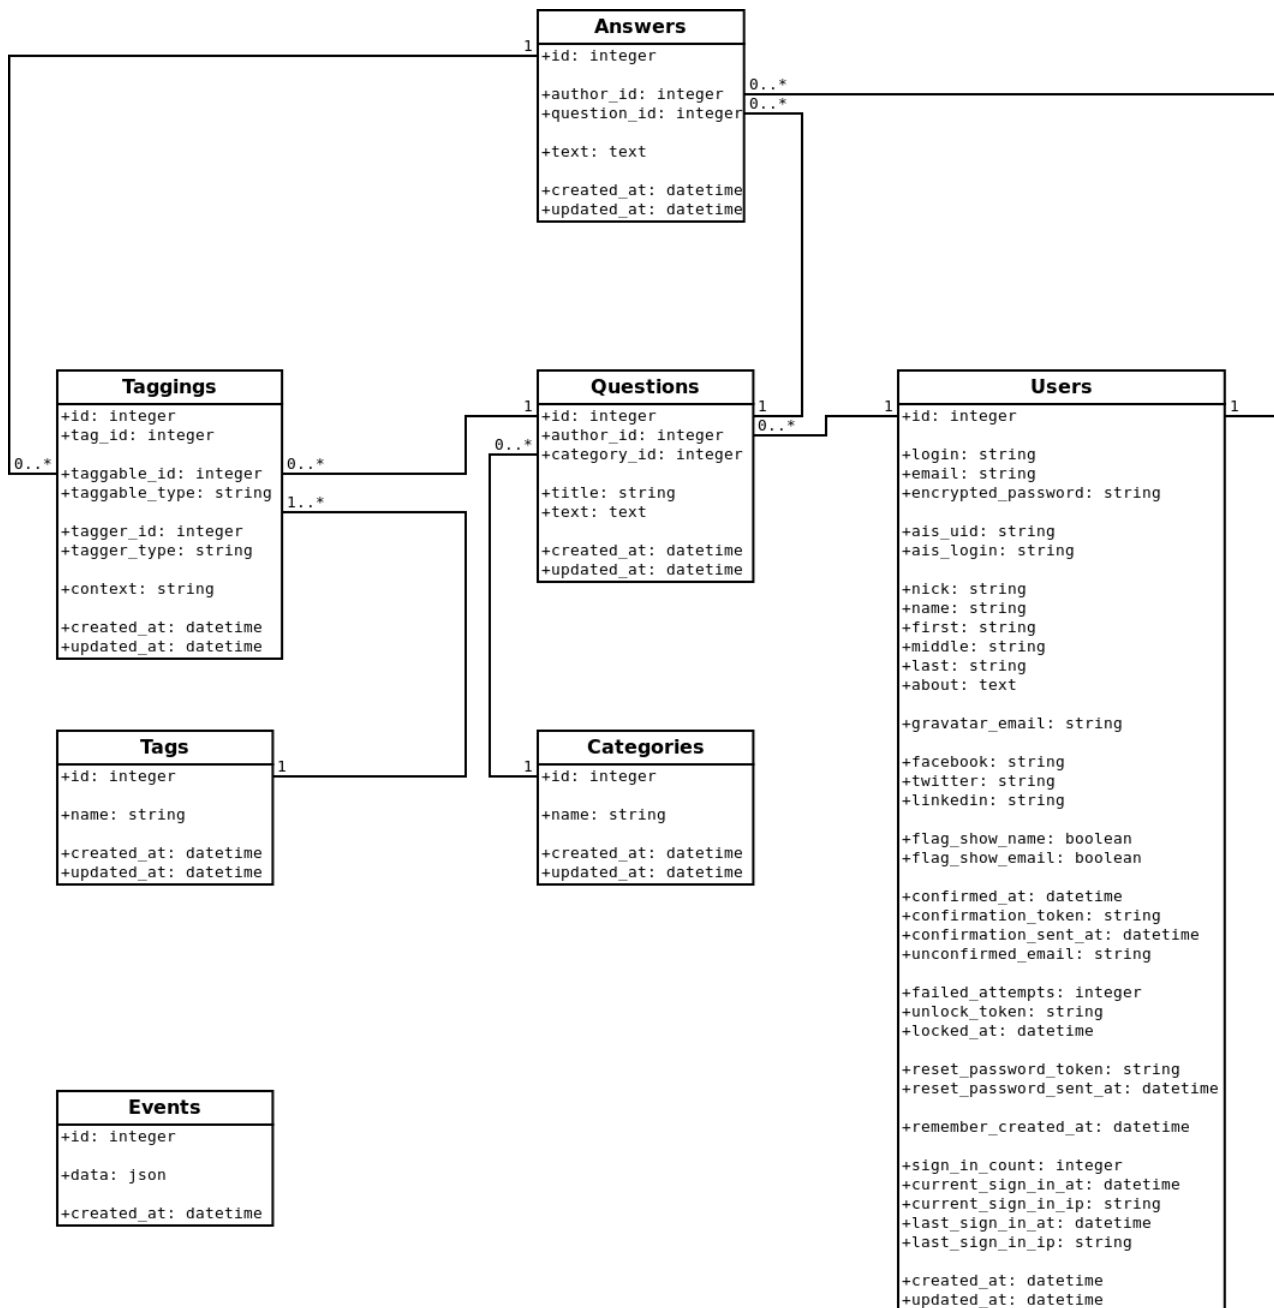 Answers
1
+id: integer
0..*
+author_id: integer
0..*
+question_id: integer
+text: text
+created_at: datetime
+updated_at: datetime
Taggings
+id: integer
+tag_id: integer
0..*
+taggable_id: integer
0..*
+taggable_type: string
1..*
+tagger_id: integer
+tagger_type: string
+context: string
+created_at: datetime
+updated_at: datetime
Questions
1
+id: integer
1
+author_id: integer
0..*
0..*
+category_id: integer
+title: string
+text: text
+created_at: datetime
+updated_at: datetime
Users
1
+id: integer
1
+login: string
+email: string
+encrypted_password: string
+ais_uid: string
+ais_login: string
+nick: string
+name: string
+first: string
+middle: string
+last: string
+about: text
+gravatar_email: string
+facebook: string
+twitter: string
+linkedin: string
+flag_show_name: boolean
+flag_show_email: boolean
+confirmed_at: datetime
+confirmation_token: string
+confirmation_sent_at: datetime
+unconfirmed_email: string
+failed_attempts: integer
+unlock_token: string
+locked_at: datetime
+reset_password_token: string
+reset_password_sent_at: datetime
+remember_created_at: datetime
+sign_in_count: integer
+current_sign_in_at: datetime
+current_sign_in_ip: string
+last_sign_in_at: datetime
+last_sign_in_ip: string
+created_at: datetime
+updated_at: datetime
Tags
+id: integer
1
+name: string
+created_at: datetime
+updated_at: datetime
Categories
1
+id: integer
+name: string
+created_at: datetime
+updated_at: datetime
Events
+id: integer
+data: json
+created_at: datetime